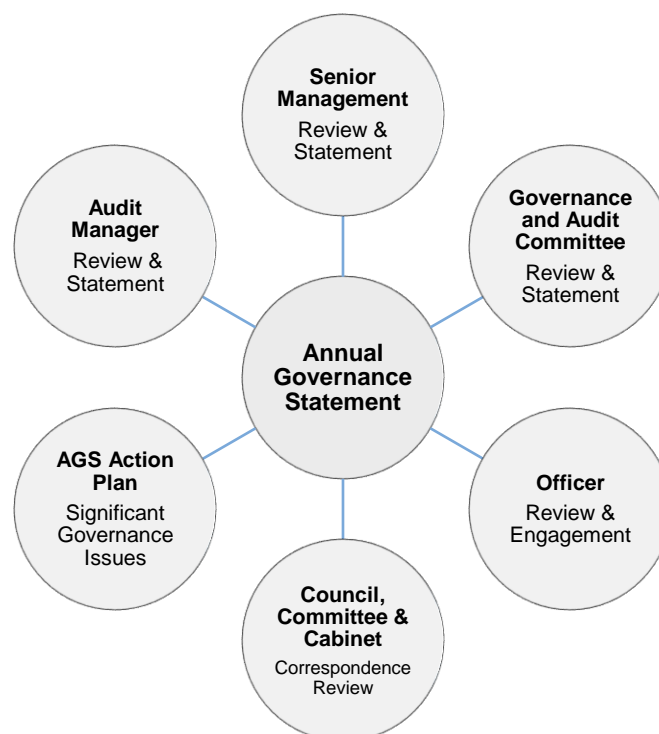 Senior
Management
Review &
Statement
Governance
and Audit
Committee
Review &
Statement
Audit
Manager
Review &
Statement
Annual
Governance
Statement
AGS Action
Plan
Significant
Governance
Issues
Officer
Review &
Engagement
Council,
Committee &
Cabinet
Correspondence
Review